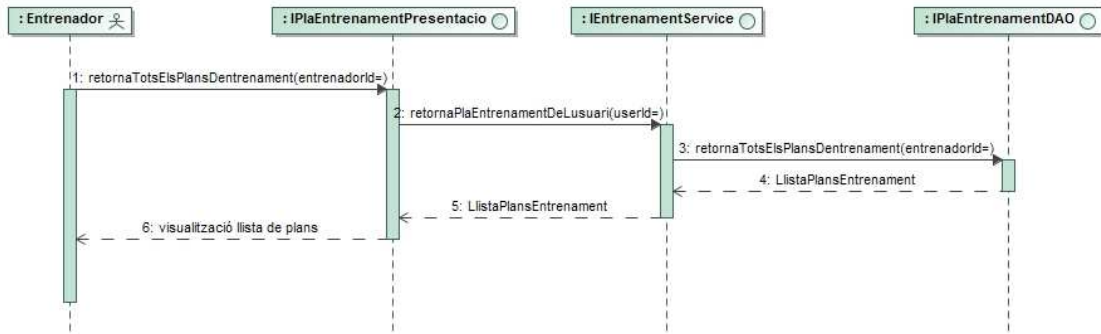 : Entrenador
: IPlaEntrenamentPresentacio
: IEntrenamentService
: IPlaEntrenamentDAO
1: retornaTotsElsPlansDentrenament(entrenadorId=)
2: retornaPlaEntrenamentDeLusuari(userId=)
3: retornaTotsElsPlansDentrenament(entrenadorId=)
4: LlistaPlansEntrenament
5: LlistaPlansEntrenament
6: visualització llista de plans